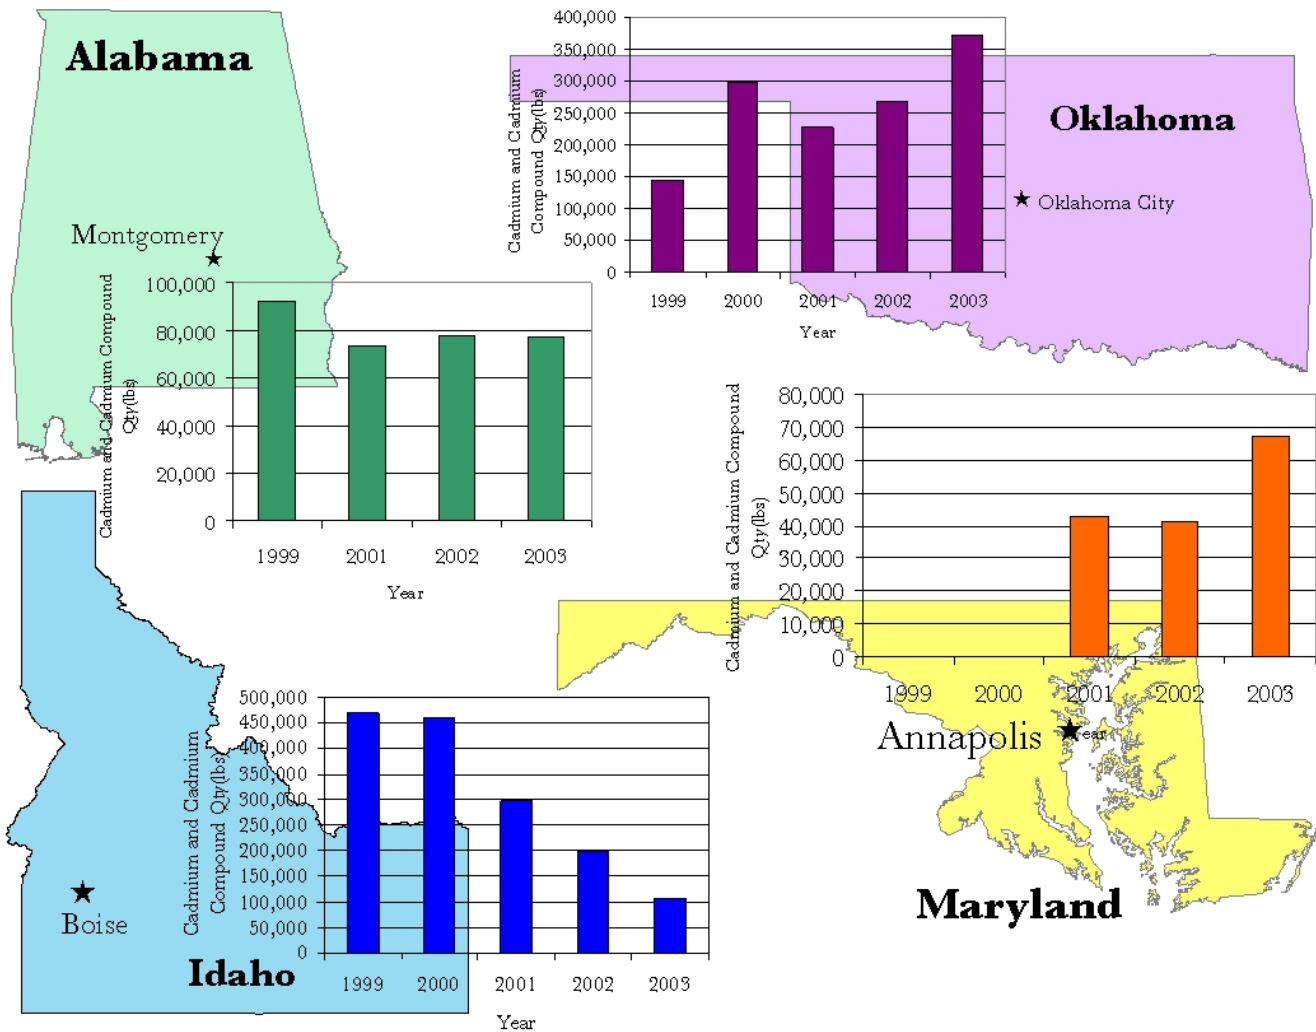 Alabama
Montgomery
Cadmium and Cadmium Compound
Qty(lbs)
100,000
80,000
60,000
40,000
20,000
0
1999
2001
2002
2003
Year
Cadmium and Cadmium
Compound Qty(lbs)
400,000
350,000
300,000
250,000
200,000
150,000
100,000
50,000
0
1999
2000
2001
2002
2003
Year
Oklahoma
Oklahoma City
Cadmium and Cadmium Compound
Qty(lbs)
80,000
70,000
60,000
50,000
40,000
30,000
20,000
10,000
0
1999
2000
2001
2002
2003
Annapolis
Year
Maryland
Cadmium and Cadmium
Compound Qty(lbs)
500,000
450,000
400,000
350,000
300,000
250,000
200,000
150,000
100,000
50,000
0
1999
2000
2001
2002
2003
Year
Boise
Idaho